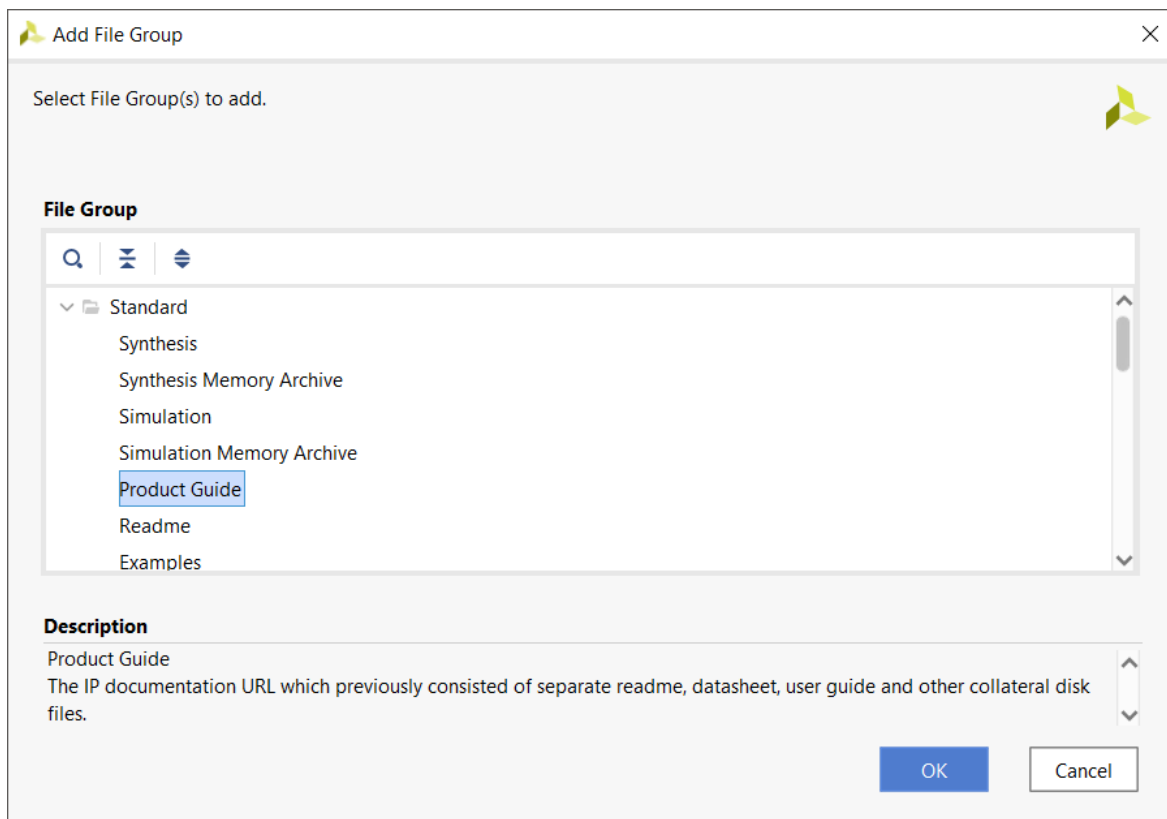 Add File Group
Select File Group(s) to add.
File Group
Standard
Synthesis
Synthesis Memory Archive
Simulation
Simulation Memory Archive
Product Guide
Readme
Examples
Description
Product Guide
The IP documentation URL which previously consisted of separate readme, datasheet, user guide and other collateral disk
files.
OK
Cancel